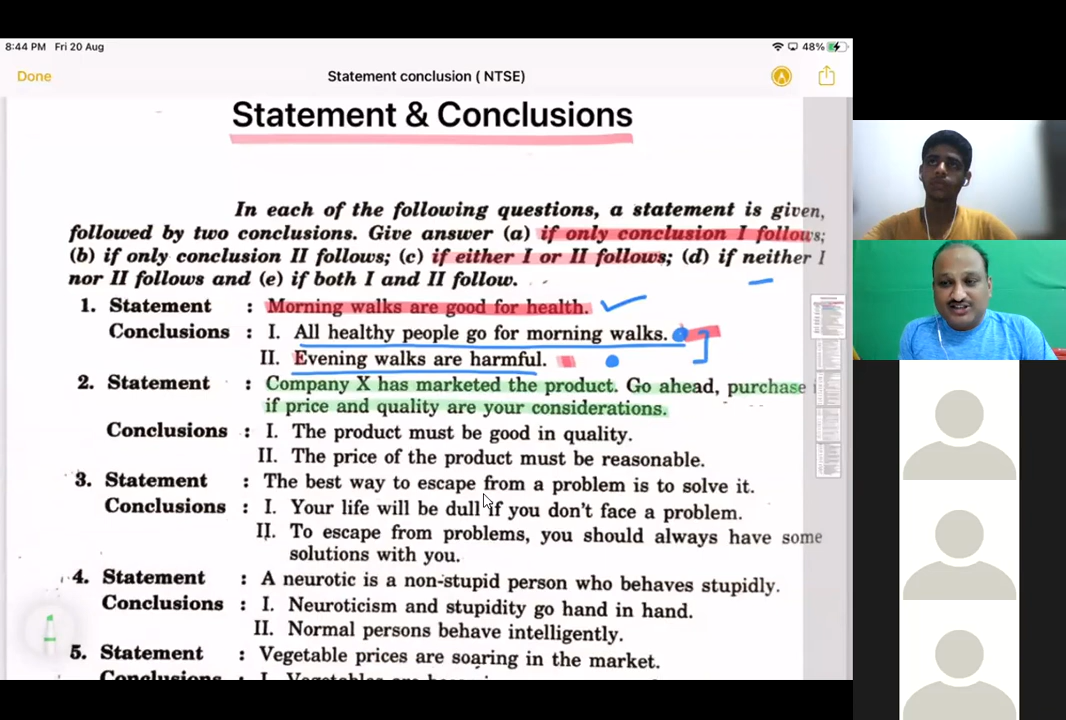 8:44 PM Fri 20 Aug
48%
Done
Statement conclusion ( NTSE)
Statement & Conclusions
In each of the following questions, a statement is given,
followed by two conclusions. Give answer (a) if only conclusion I follows;
(b) if only conclusion II follows; (c) if either I or II follows; (d) if neither I
nor II follows and (e) if both I and II follow.
1. Statement : Morning walks are good for health.
Conclusions : I. All healthy people go for morning walks.
II. Evening walks are harmful.
2. Statement : Company X has marketed the product. Go ahead, purchase
if price and quality are your considerations.
Conclusions : I. The product must be good in quality.
II. The price of the product must be reasonable.
3. Statement : The best way to escape from a problem is to solve it.
Conclusions : I. Your life will be dull if you don't face a problem.
II. To escape from problems, you should always have some
solutions with you.
4. Statement : A neurotic is a non-stupid person who behaves stupidly.
Conclusions : I. Neuroticism and stupidity go hand in hand.
II. Normal persons behave intelligently.
5. Statement : Vegetable prices are soaring in the market.
Conclusions : I. Vegetables are